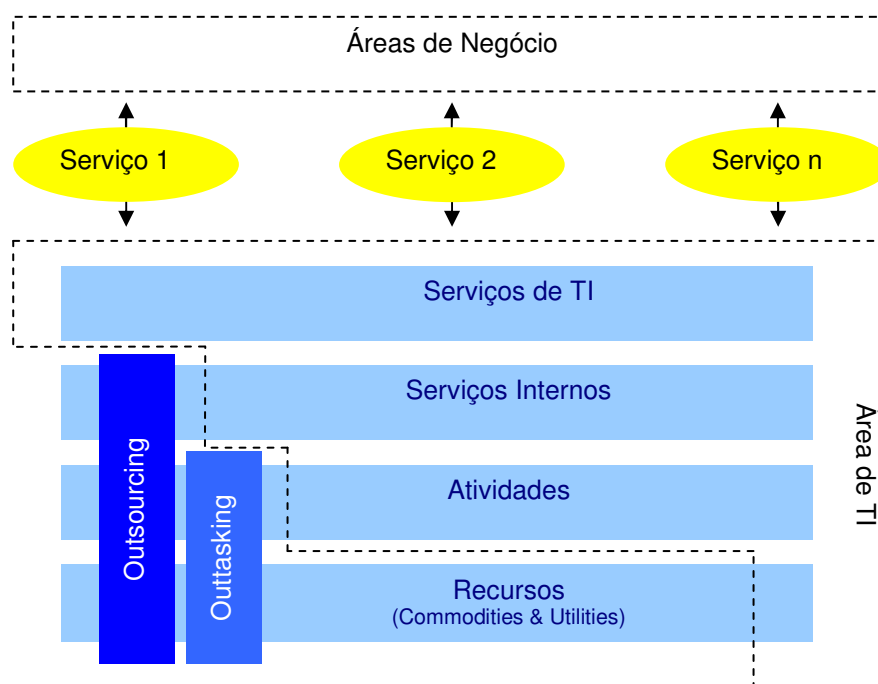 Áreas de Negócio
Serviço 1
Serviço 2
Serviço n
Serviços de TI
Serviços Internos
Atividades
Recursos
(Commodities & Utilities)
Outsourcing
Outtasking
Área de TI